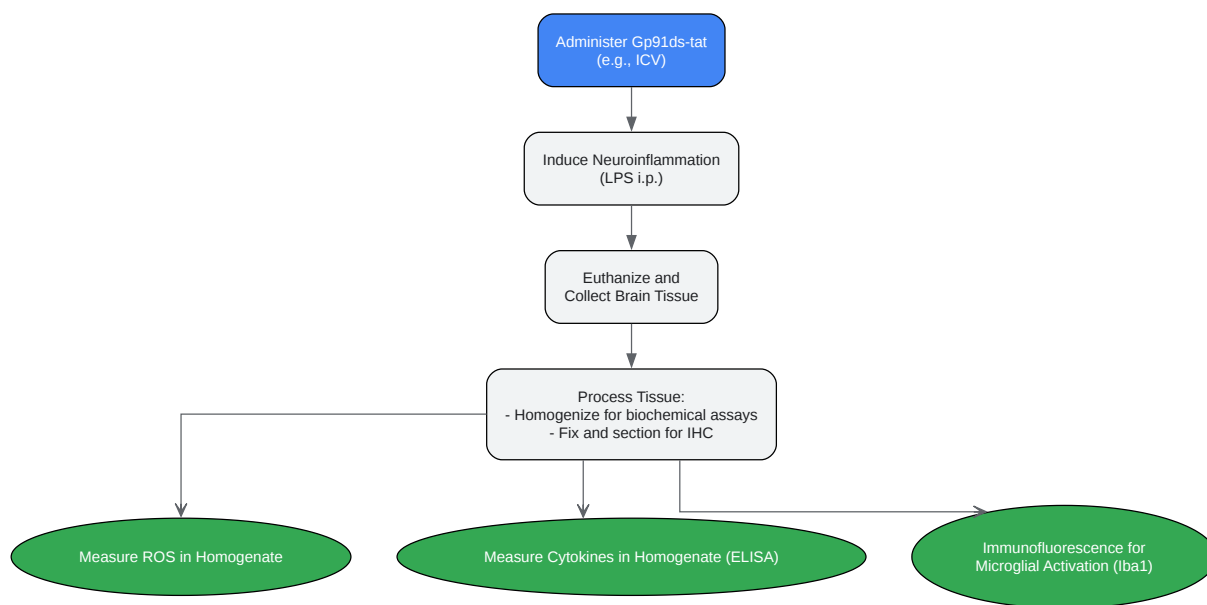 Administer Gp91ds-tat
(e.g., ICV)
Induce Neuroinflammation
(LPS i.p.)
Euthanize and
Collect Brain Tissue
Process Tissue:
- Homogenize for biochemical assays
- Fix and section for IHC
Measure ROS in Homogenate
Measure Cytokines in Homogenate (ELISA)
Immunofluorescence for
Microglial Activation (Iba1)